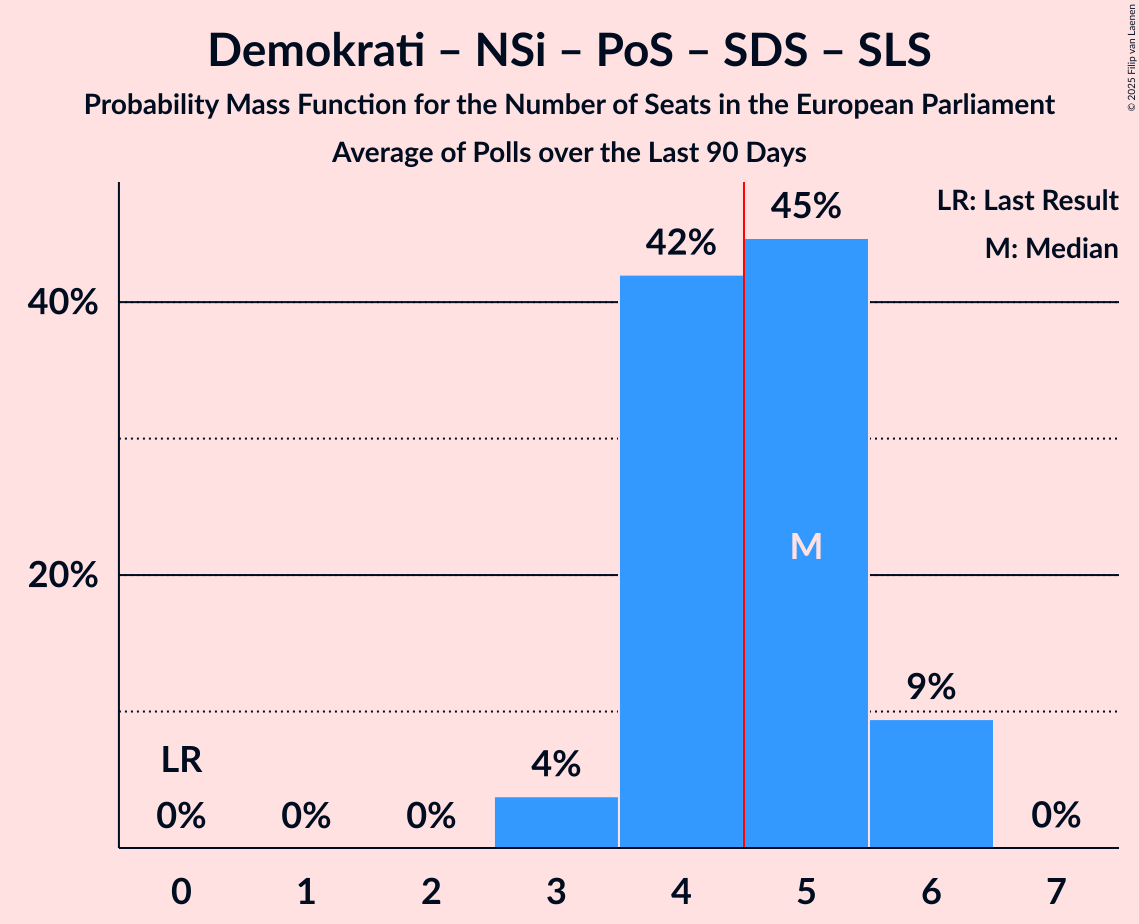 Demokrati – NSi – PoS – SDS – SLS
Probability Mass Function for the Number of Seats in the European Parliament
Average of Polls over the Last 90 Days
© 2025 Filip van Laenen
LR: Last Result
M: Median
45%
42%
40%
M
20%
9%
4%
LR
0% 0% 0% 0%
0 1 2 3 4 5 6 7